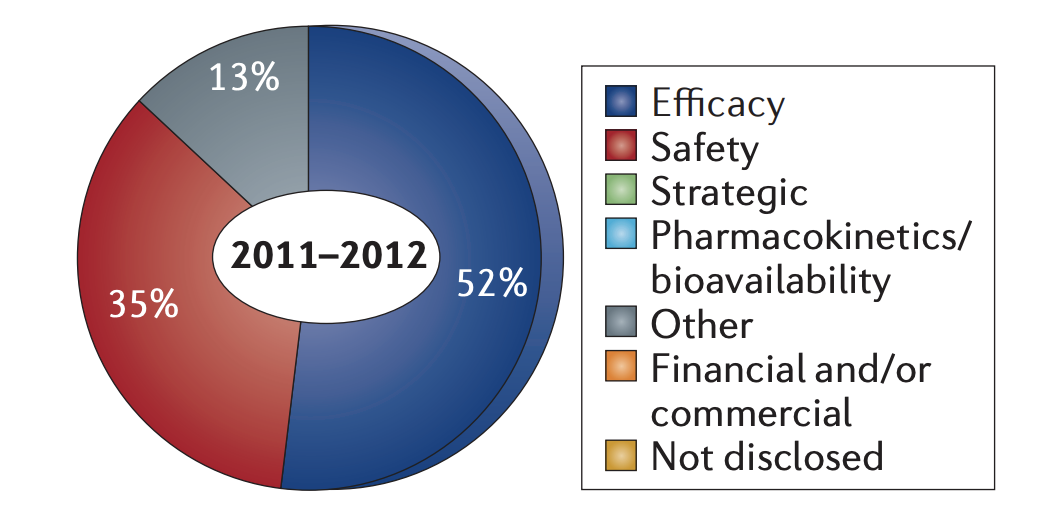 13%
2011–2012
52%
35%
Efficacy
Safety
Strategic
Pharmacokinetics/
bioavailability
Other
Financial and/or
commercial
Not disclosed